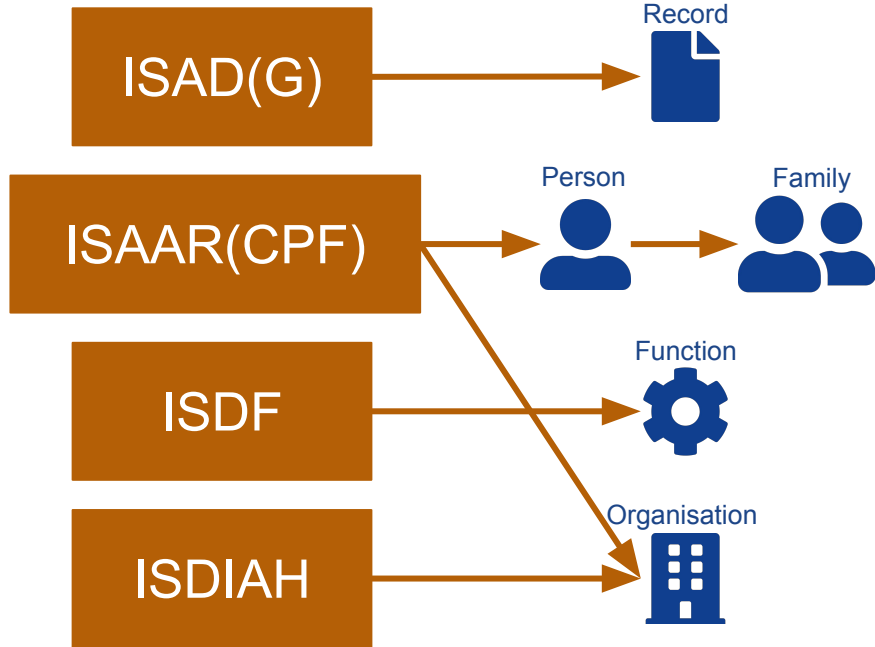 Record
ISAD(G)
Person
Family
ISAAR(CPF)
Function
ISDF
Organisation
ISDIAH